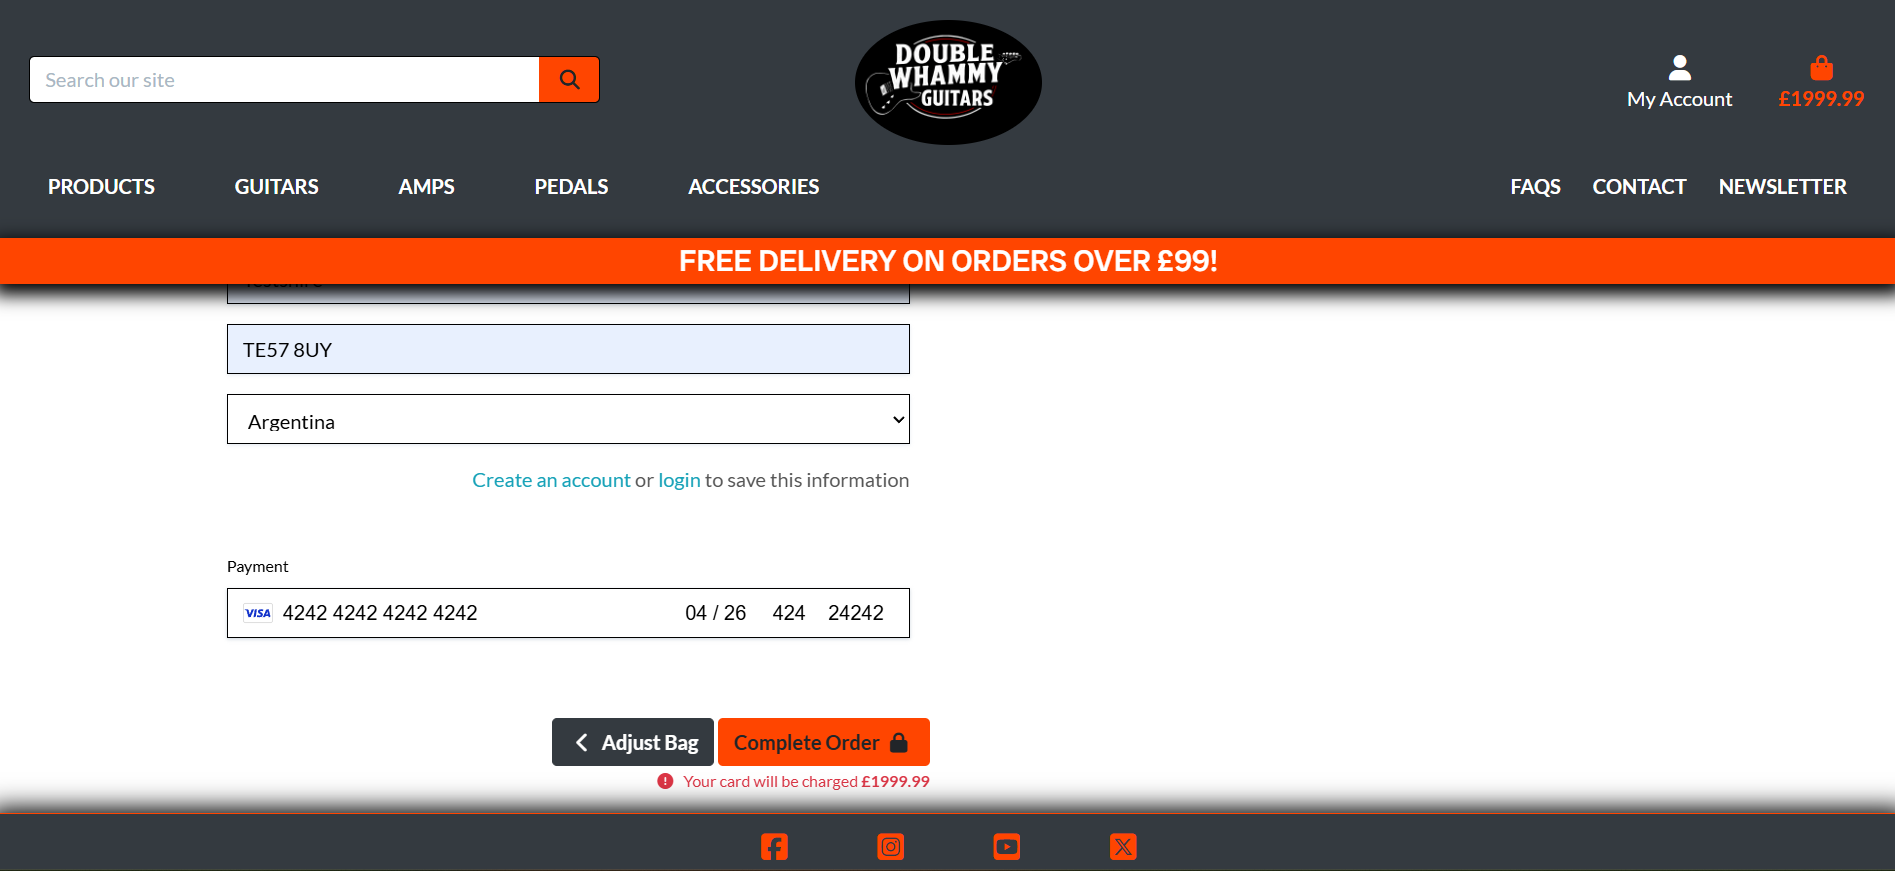 Search our site
DOUBLE
WHAMMY
GUITARS
My Account
£1999.99
PRODUCTS GUITARS AMPS PEDALS ACCESSORIES FAQS CONTACT NEWSLETTER
FREE DELIVERY ON ORDERS OVER £99!
TE57 8UY
Argentina
Create an account or login to save this information
Payment
VISA 4242 4242 4242 4242 04 / 26 424 24242
Adjust Bag Complete Order
Your card will be charged £1999.99